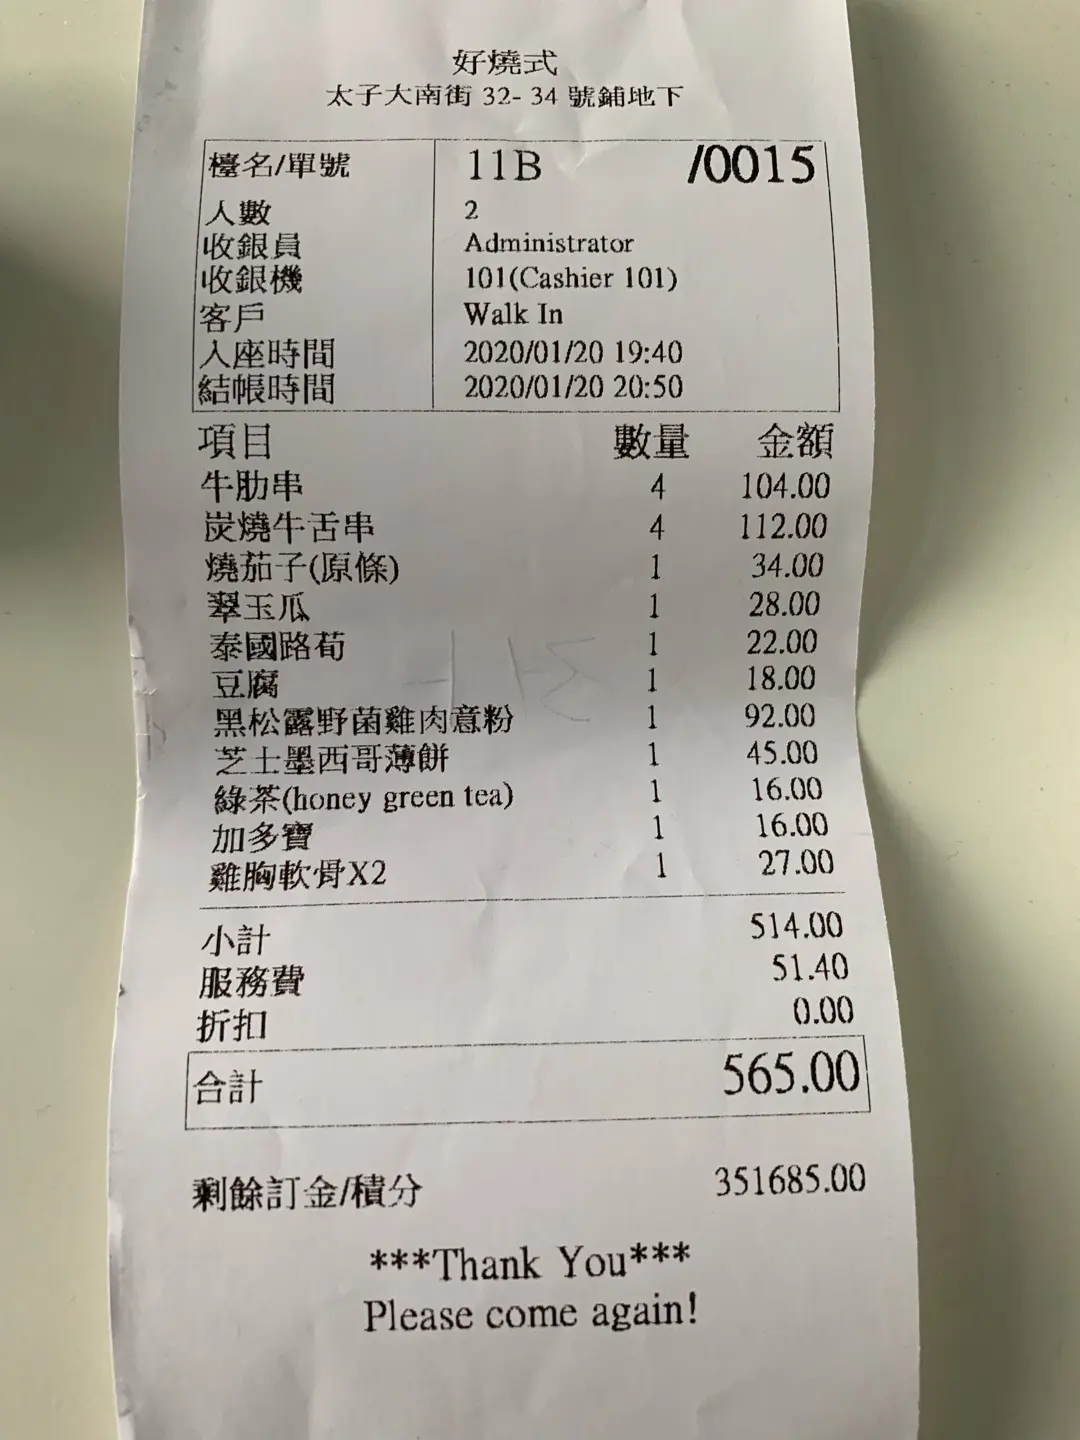 好燒式
太子大南街 32- 34 號鋪地下
檯名/單號 11B /0015
人數 2
收銀員 Administrator
收銀機 101(Cashier 101)
客戶 Walk In
入座時間 2020/01/20 19:40
結帳時間 2020/01/20 20:50
項目 數量 金額
牛肋串 4 104.00
炭燒牛舌串 4 112.00
燒茄子(原條) 1 34.00
翠玉瓜 1 28.00
泰國路荀 1 22.00
豆腐 1 18.00
黑松露野菌雞肉意粉 1 92.00
芝士墨西哥薄餅 1 45.00
綠茶(honey green tea) 1 16.00
加多寶 1 16.00
雞胸軟骨X2 1 27.00
小計 514.00
服務費 51.40
折扣 0.00
合計 565.00
剩餘訂金/積分 351685.00
***Thank You***
Please come again!